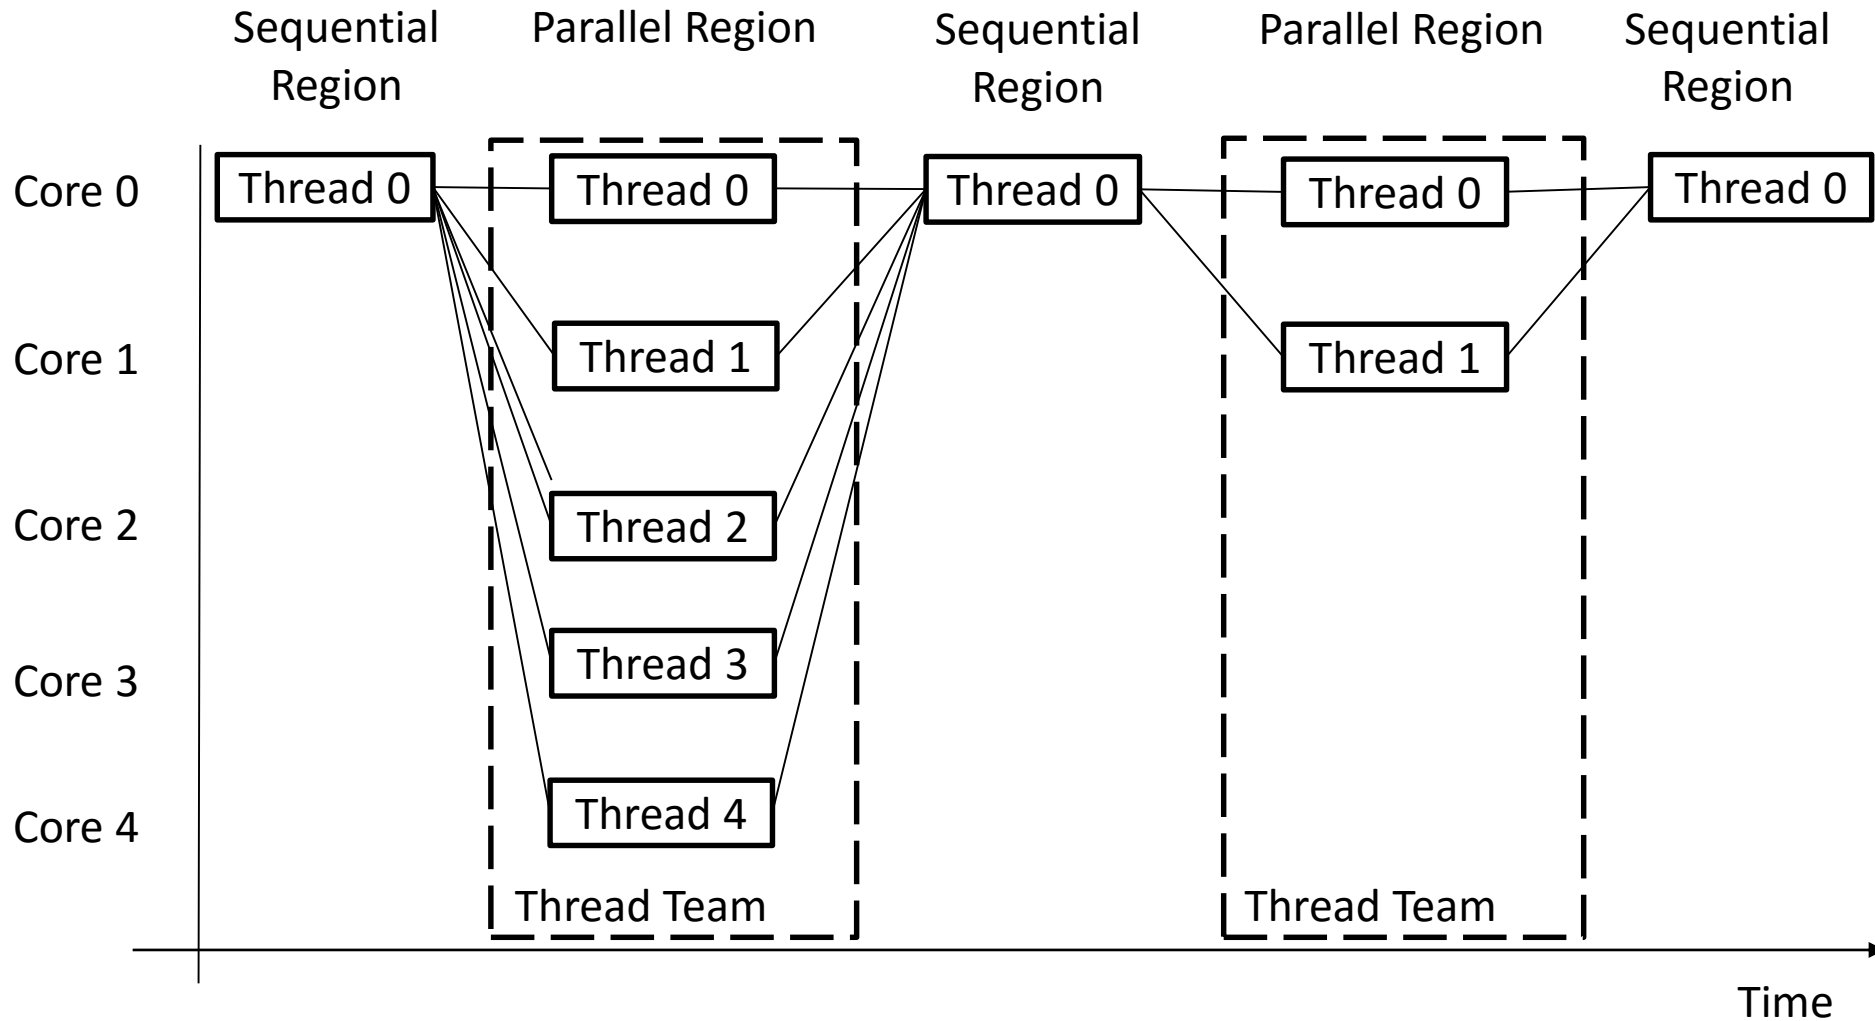 Sequential
Region
Parallel Region
Sequential
Region
Parallel Region
Sequential
Region
Core 0
Thread 0
Thread 0
Thread 0
Thread 0
Thread 0
Core 1
Thread 1
Thread 1
Core 2
Thread 2
Core 3
Thread 3
Core 4
Thread 4
Thread Team
Thread Team
Time